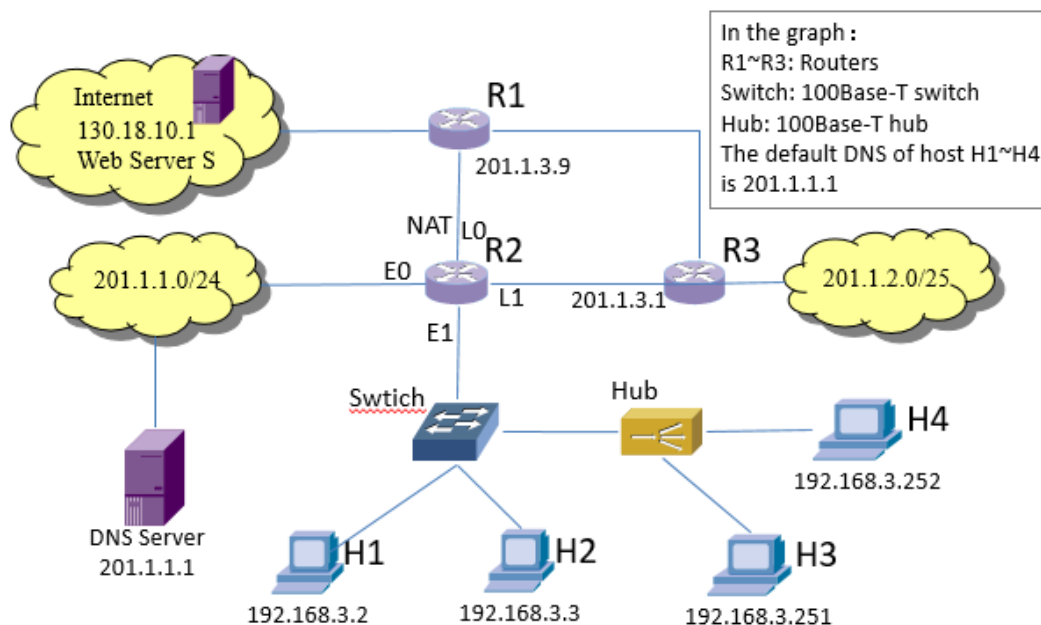 In the graph：
R1~R3: Routers
Switch: 100Base-T switch
Hub: 100Base-T hub
The default DNS of host H1~H4
is 201.1.1.1
Internet
130.18.10.1
Web Server S
R1
201.1.3.9
NAT
L0
R2
R3
201.1.1.0/24
E0
L1
201.1.3.1
201.1.2.0/25
E1
Swtich
Hub
H4
192.168.3.252
DNS Server
201.1.1.1
H1
H2
H3
192.168.3.2
192.168.3.3
192.168.3.251